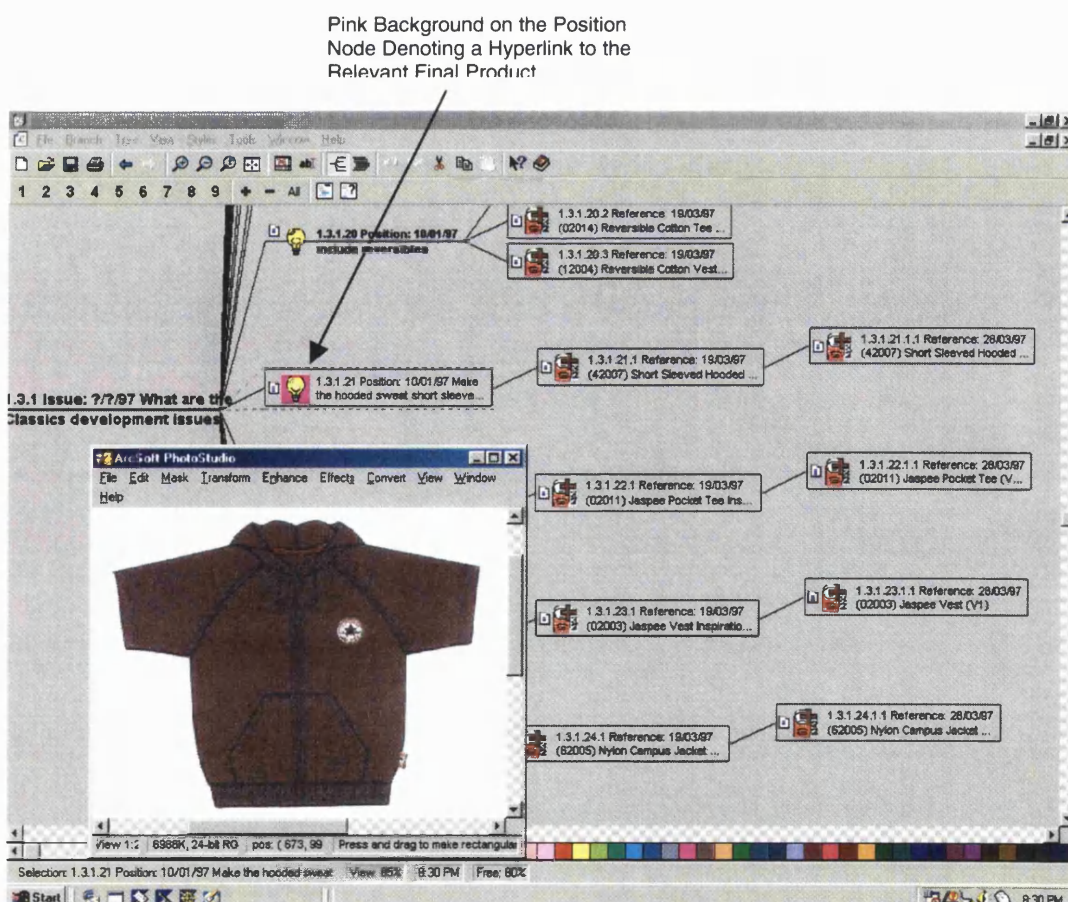 Pink Background on the Position
Node Denoting a Hyperlink to the
Relevant Final Product
File Branch Tree View Styles Tools Window Help
1 2 3 4 5 6 7 8 9 + - All
1.3.1.20 Position: 10/01/97
include reversibles
1.3.1.20.2 Reference: 19/03/97
(02014) Reversible Cotton Tee ...
1.3.1.20.3 Reference: 19/03/97
(12004) Reversible Cotton Vest...
1.3.1.21 Position: 10/01/97 Make
the hooded sweat short sleeve...
1.3.1.21.1 Reference: 19/03/97
(42007) Short Sleeved Hooded ...
1.3.1.21.1.1 Reference: 26/03/97
(42007) Short Sleeved Hooded ...
1.3.1 Issue: ?/?/97 What are the
Classics development issues
ArcSoft PhotoStudio
File Edit Mask Transform Enhance Effects Convert View Window
Help
1.3.1.22.1 Reference: 19/03/97
(02011) Jaspee Pocket Tee Ins...
1.3.1.22.1.1 Reference: 26/03/97
(02011) Jaspee Pocket Tee (V...
1.3.1.23.1 Reference: 19/03/97
(02003) Jaspee Vest Inspiratio...
1.3.1.23.1.1 Reference: 26/03/97
(02003) Jaspee Vest (V1)
1.3.1.24.1 Reference: 19/03/97
(62005) Nylon Campus Jacket ...
1.3.1.24.1.1 Reference: 26/03/97
(62005) Nylon Campus Jacket ...
View 1:2 6988K, 24-bit RG pos: ( 673, 99 Press and drag to make rectangular
Selection: 1.3.1.21 Position: 10/01/97 Make the hooded sweat View: 85% 8:30 PM Free: 80%
Start 8:30 PM